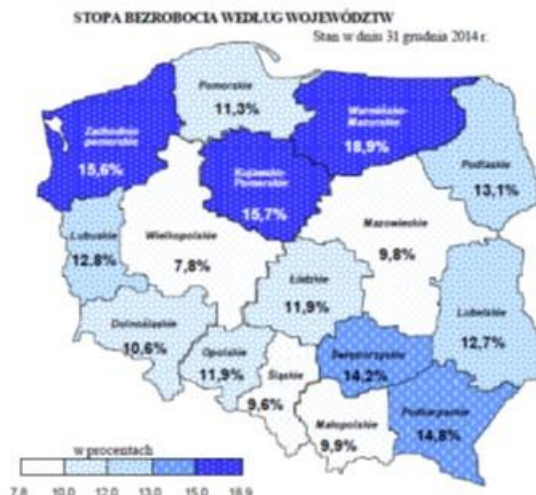 STOPA BEZROBOCIA WEDŁUG WOJEWÓDZTW
Stan w dniu 31 grudnia 2014 r.
Pomorskie
11,3%
Warmińsko-
Mazurskie
18,9%
Zachodnio
pomorskie
15,6%
Podlaskie
13,1%
Kujawsko-
Pomorskie
15,7%
Mazowieckie
9,8%
Lubuskie
12.8%
Wielkopolskie
7,8%
Łódzkie
11,9%
Lubelskie
12,7%
Dolnośląskie
10,6%
Opolskie
11,9%
Śląskie
9,6%
Świętokrzyskie
14,2%
Małopolskie
9,9%
Podkarpackie
14,8%
w procentach
7,8 10,0 12,0 13,0 15,0 18,9